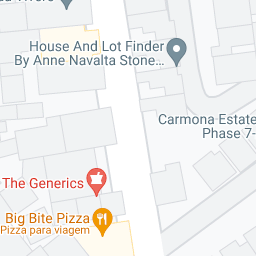 House And Lot Finder
By Anne Navalta Stone...
Carmona Estate
Phase 7-
The Generics
Big Bite Pizza
Pizza para viagem